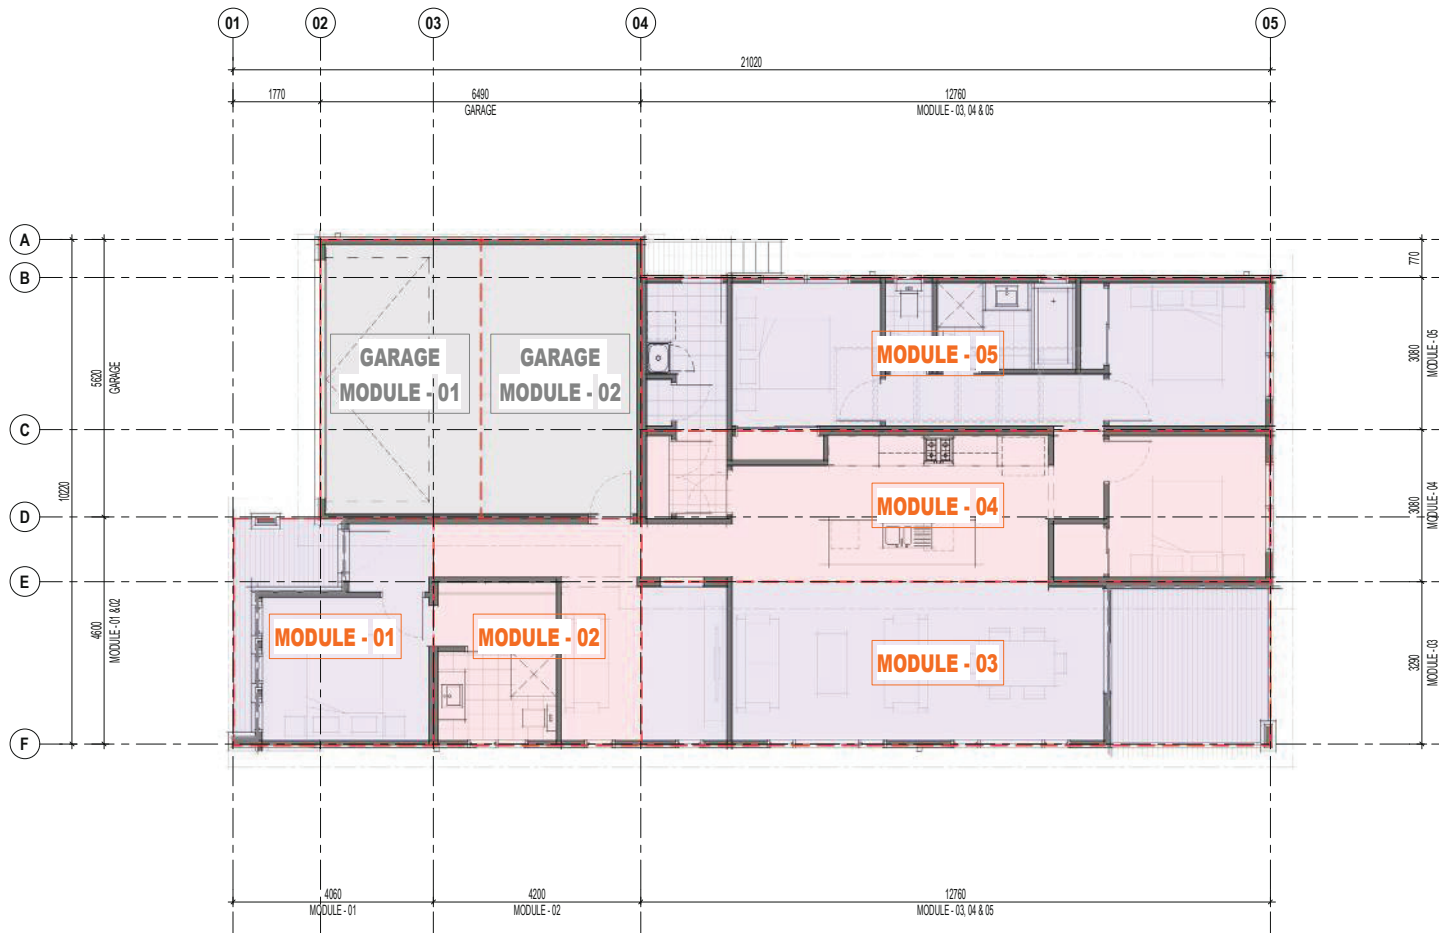 01
02
03
04
05
21020
1770
6490
GARAGE
12760
MODULE - 03, 04 & 05
A
B
C
D
E
F
10220
5620
GARAGE
4600
MODULE -01 &02
770
3080
MODULE - 05
3080
MODULE - 04
3290
MODULE - 03
GARAGE
MODULE - 01
GARAGE
MODULE - 02
MODULE - 05
MODULE - 04
MODULE - 01
MODULE - 02
MODULE - 03
4060
MODULE - 01
4200
MODULE - 02
12760
MODULE - 03, 04 & 05